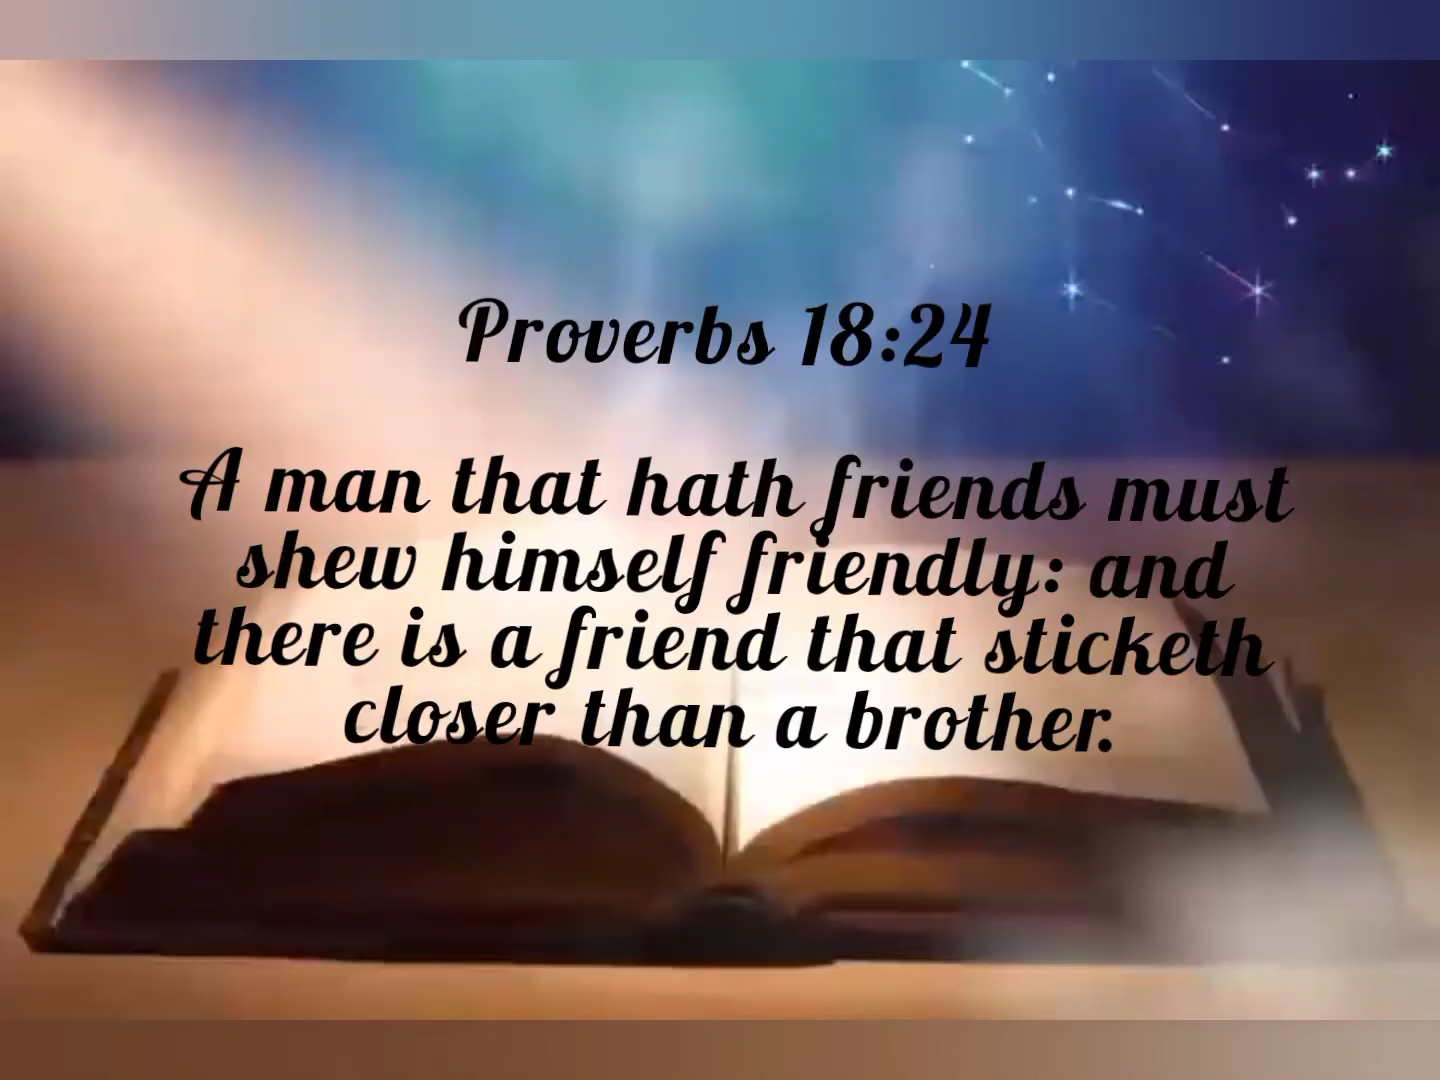 Proverbs 18:24
A man that hath friends must
shew himself friendly: and
there is a friend that sticketh
closer than a brother.